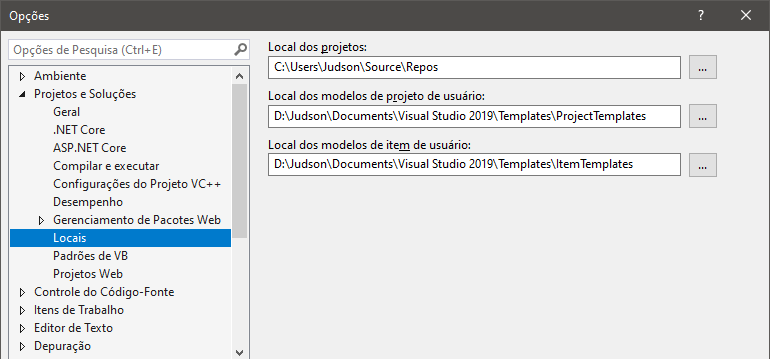 Opções
? ×
Opções de Pesquisa (Ctrl+E)
Ambiente
Projetos e Soluções
Geral
.NET Core
ASP.NET Core
Compilar e executar
Configurações do Projeto VC++
Desempenho
Gerenciamento de Pacotes Web
Locais
Padrões de VB
Projetos Web
Controle do Código-Fonte
Itens de Trabalho
Editor de Texto
Depuração
Local dos projetos:
C:\Users\Judson\Source\Repos
...
Local dos modelos de projeto de usuário:
D:\Judson\Documents\Visual Studio 2019\Templates\ProjectTemplates
...
Local dos modelos de item de usuário:
D:\Judson\Documents\Visual Studio 2019\Templates\ItemTemplates
...